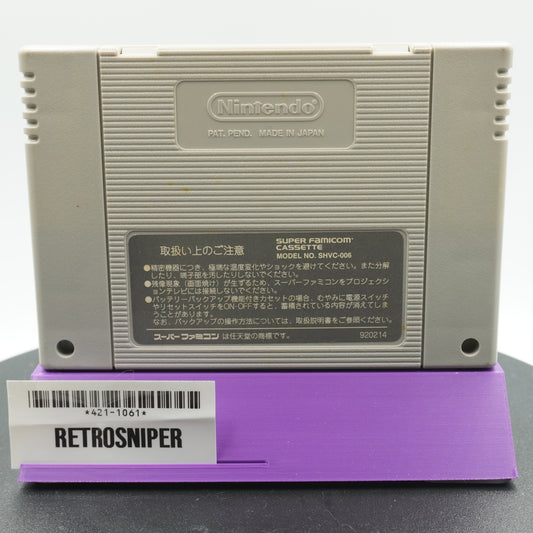 Nintendo
PAT. PEND. MADE IN JAPAN
取扱い上のご注意
SUPER FAMICOM
CASSETTE
MODEL NO. SHVC-006
●精密機器につき、極端な温度変化やショックを避けてください。また分解
したり、端子部を汚したりしないでください。
●残像現象（画面焼け）が生ずるため、スーパーファミコンをプロジェクシ
ョンテレビには接続しないでください。
●バッテリーバックアップ機能付きカセットの場合、むやみに電源スイッチ
やリセットスイッチをON-OFFすると、蓄積されている内容が消えてしま
うことがあります。
なお、バックアップの操作方法については、取扱説明書をご参照ください。
スーパーファミコン は任天堂の商標です。 920214
*421-1061*
RETROSNIPER